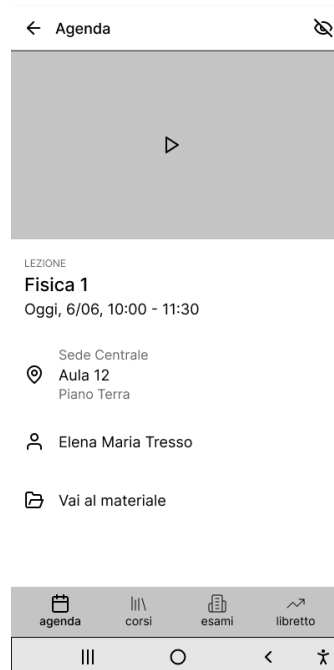 Agenda
LEZIONE
Fisica 1
Oggi, 6/06, 10:00 - 11:30
Sede Centrale
Aula 12
Piano Terra
Elena Maria Tresso
Vai al materiale
agenda corsi esami libretto